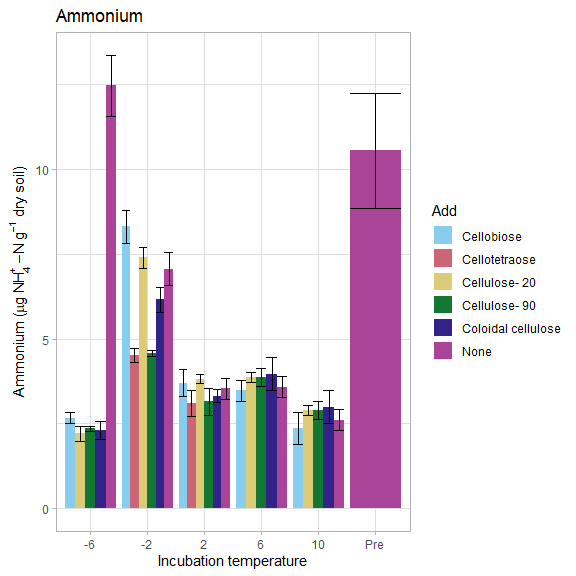 Ammonium
Ammonium (µg NH₄⁺ –N g⁻¹ dry soil)
10
5
0
-6 -2 2 6 10 Pre
Incubation temperature
Add
Cellobiose
Cellotetraose
Cellulose- 20
Cellulose- 90
Coloidal cellulose
None